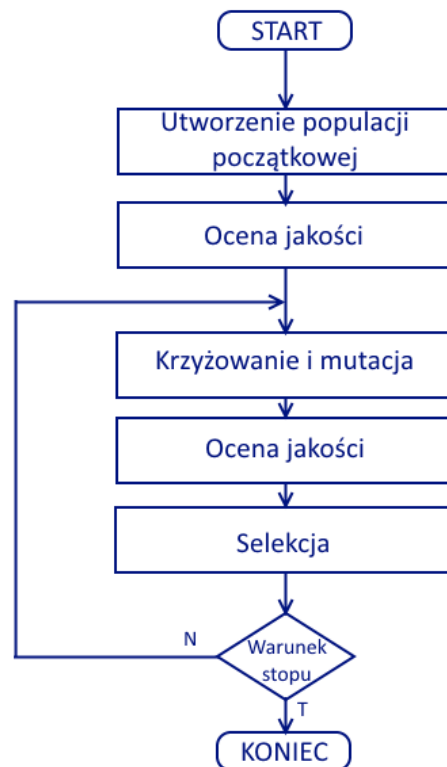 START
Utworzenie populacji
początkowej
Ocena jakości
Krzyżowanie i mutacja
Ocena jakości
Selekcja
N
Warunek
stopu
T
KONIEC